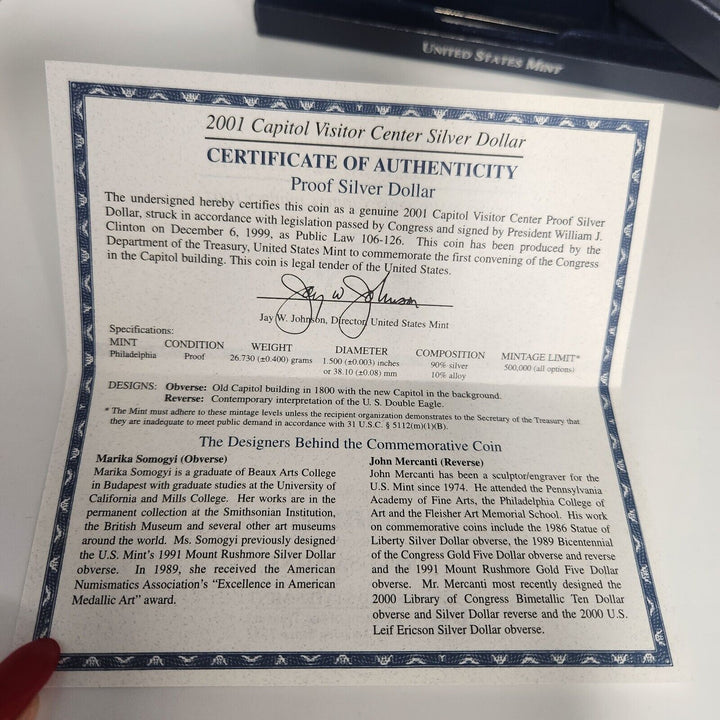 UNITED STATES MINT
2001 Capitol Visitor Center Silver Dollar
CERTIFICATE OF AUTHENTICITY
Proof Silver Dollar
The undersigned hereby certifies this coin as a genuine 2001 Capitol Visitor Center Proof Silver
Dollar, struck in accordance with legislation passed by Congress and signed by President William J.
Clinton on December 6, 1999, as Public Law 106-126. This coin has been produced by the
Department of the Treasury, United States Mint to commemorate the first convening of the Congress
in the Capitol building. This coin is legal tender of the United States.
Jay W Johnson
Jay W. Johnson, Director, United States Mint
Specifications:
MINT CONDITION WEIGHT DIAMETER COMPOSITION MINTAGE LIMIT*
Philadelphia Proof 26.730 (±0.400) grams 1.500 (±0.003) inches 90% silver 500,000 (all options)
or 38.10 (±0.08) mm 10% alloy
DESIGNS: Obverse: Old Capitol building in 1800 with the new Capitol in the background.
Reverse: Contemporary interpretation of the U. S. Double Eagle.
* The Mint must adhere to these mintage levels unless the recipient organization demonstrates to the Secretary of the Treasury that
they are inadequate to meet public demand in accordance with 31 U.S.C. § 5112(m)(1)(B).
The Designers Behind the Commemorative Coin
Marika Somogyi (Obverse)
Marika Somogyi is a graduate of Beaux Arts College
in Budapest with graduate studies at the University of
California and Mills College. Her works are in the
permanent collection at the Smithsonian Institution,
the British Museum and several other art museums
around the world. Ms. Somogyi previously designed
the U.S. Mint's 1991 Mount Rushmore Silver Dollar
obverse. In 1989, she received the American
Numismatics Association's "Excellence in American
Medallic Art" award.
John Mercanti (Reverse)
John Mercanti has been a sculptor/engraver for the
U.S. Mint since 1974. He attended the Pennsylvania
Academy of Fine Arts, the Philadelphia College of
Art and the Fleisher Art Memorial School. His work
on commemorative coins include the 1986 Statue of
Liberty Silver Dollar obverse, the 1989 Bicentennial
of the Congress Gold Five Dollar obverse and reverse
and the 1991 Mount Rushmore Gold Five Dollar
obverse. Mr. Mercanti most recently designed the
2000 Library of Congress Bimetallic Ten Dollar
obverse and Silver Dollar reverse and the 2000 U.S.
Leif Ericson Silver Dollar obverse.